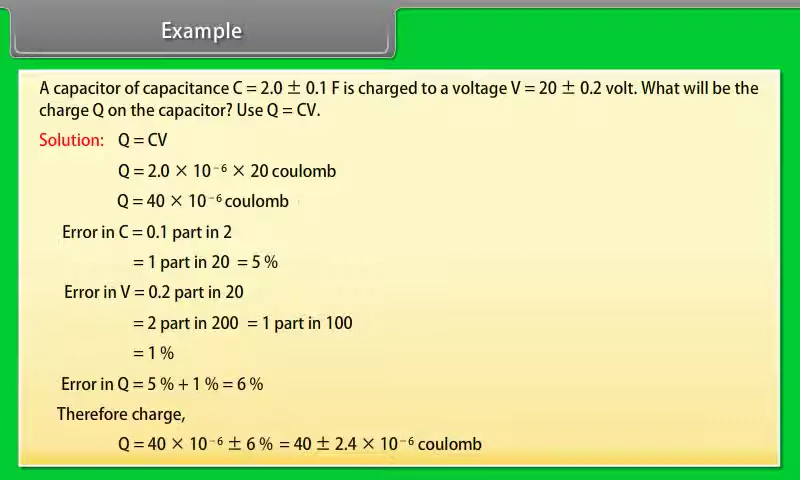 Example
A capacitor of capacitance C = 2.0 ± 0.1 F is charged to a voltage V = 20 ± 0.2 volt. What will be the
charge Q on the capacitor? Use Q = CV.
Solution: Q = CV
Q = 2.0 × 10⁻⁶ × 20 coulomb
Q = 40 × 10⁻⁶ coulomb
Error in C = 0.1 part in 2
= 1 part in 20 = 5 %
Error in V = 0.2 part in 20
= 2 part in 200 = 1 part in 100
= 1 %
Error in Q = 5 % + 1 % = 6 %
Therefore charge,
Q = 40 × 10⁻⁶ ± 6 % = 40 ± 2.4 × 10⁻⁶ coulomb